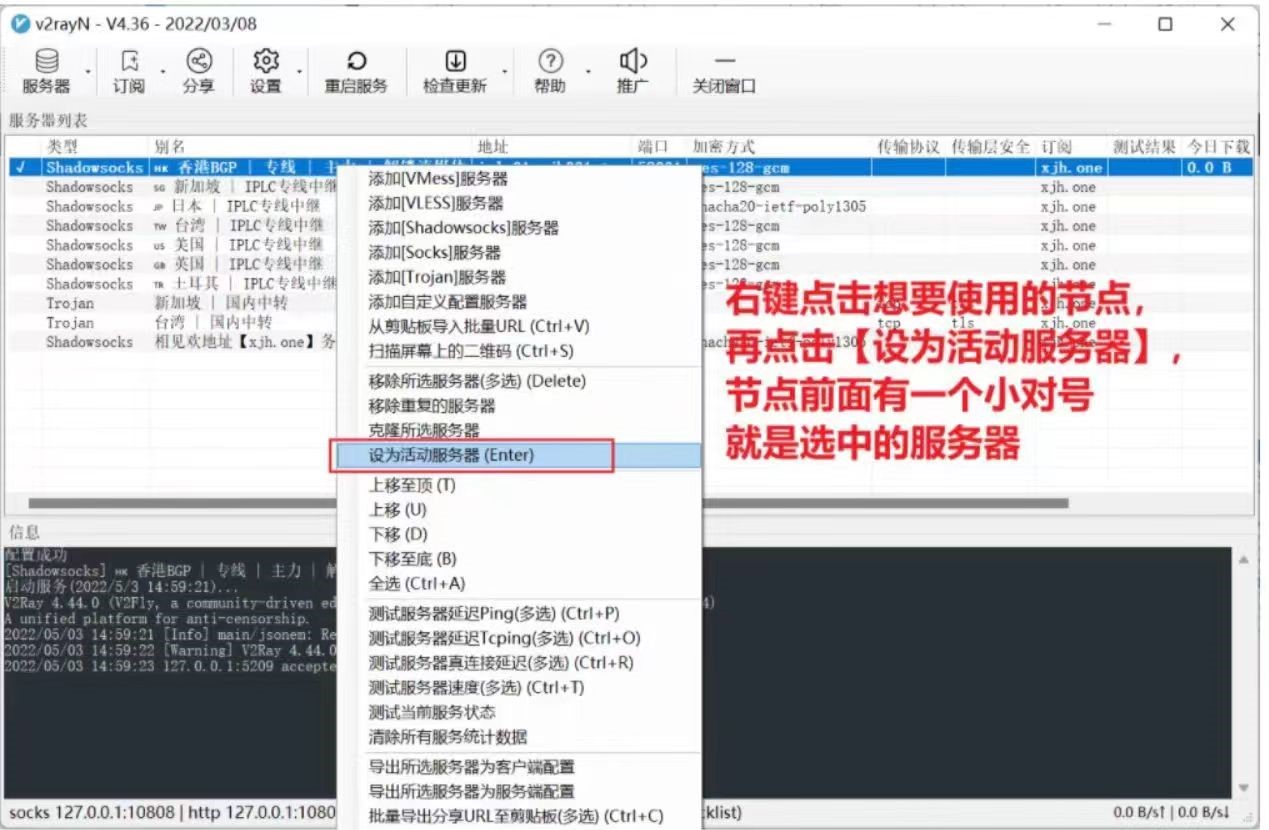 v2rayN - V4.36 - 2022/03/08
服务器 订阅 分享 设置 重启服务 检查更新 帮助 推广 关闭窗口
服务器列表
类型 别名 地址 端口 加密方式 传输协议 传输层安全 订阅 测试结果 今日下载
√ Shadowsocks HK 香港BGP | 专线 | es-128-gcm xjh.one 0.0 B
Shadowsocks SG 新加坡 | IPLC专线中继 es-128-gcm xjh.one
Shadowsocks JP 日本 | IPLC专线中继 hacha20-ietf-poly1305 xjh.one
Shadowsocks TW 台湾 | IPLC专线中继 es-128-gcm xjh.one
Shadowsocks US 美国 | IPLC专线中继 es-128-gcm xjh.one
Shadowsocks GB 英国 | IPLC专线中继 es-128-gcm xjh.one
Shadowsocks TR 土耳其 | IPLC专线中继
Trojan 新加坡 | 国内中转
Trojan 台湾 | 国内中转 tcp tls xjh.one
Shadowsocks 相见欢地址【xjh.one】务
添加[VMess]服务器
添加[VLESS]服务器
添加[Shadowsocks]服务器
添加[Socks]服务器
添加[Trojan]服务器
添加自定义配置服务器
从剪贴板导入批量URL (Ctrl+V)
扫描屏幕上的二维码 (Ctrl+S)
移除所选服务器(多选) (Delete)
移除重复的服务器
克隆所选服务器
设为活动服务器 (Enter)
上移至顶 (T)
上移 (U)
下移 (D)
下移至底 (B)
全选 (Ctrl+A)
测试服务器延迟Ping(多选) (Ctrl+P)
测试服务器延迟Tcping(多选) (Ctrl+O)
测试服务器真连接延迟(多选) (Ctrl+R)
测试服务器速度(多选) (Ctrl+T)
测试当前服务状态
清除所有服务统计数据
导出所选服务器为客户端配置
导出所选服务器为服务端配置
批量导出分享URL至剪贴板(多选) (Ctrl+C)
右键点击想要使用的节点，
再点击【设为活动服务器】，
节点前面有一个小对号
就是选中的服务器
信息
配置成功
[Shadowsocks] HK 香港BGP | 专线 | 主力 | 解
启动服务(2022/5/3 14:59:21)...
V2Ray 4.44.0 (V2Fly, a community-driven ed 4)
A unified platform for anti-censorship.
2022/05/03 14:59:21 [Info] main/jsonem: Re
2022/05/03 14:59:22 [Warning] V2Ray 4.44.0
2022/05/03 14:59:23 127.0.0.1:5209 accepte
socks 127.0.0.1:10808 | http 127.0.0.1:1080 cklist) 0.0 B/s↑ | 0.0 B/s↓